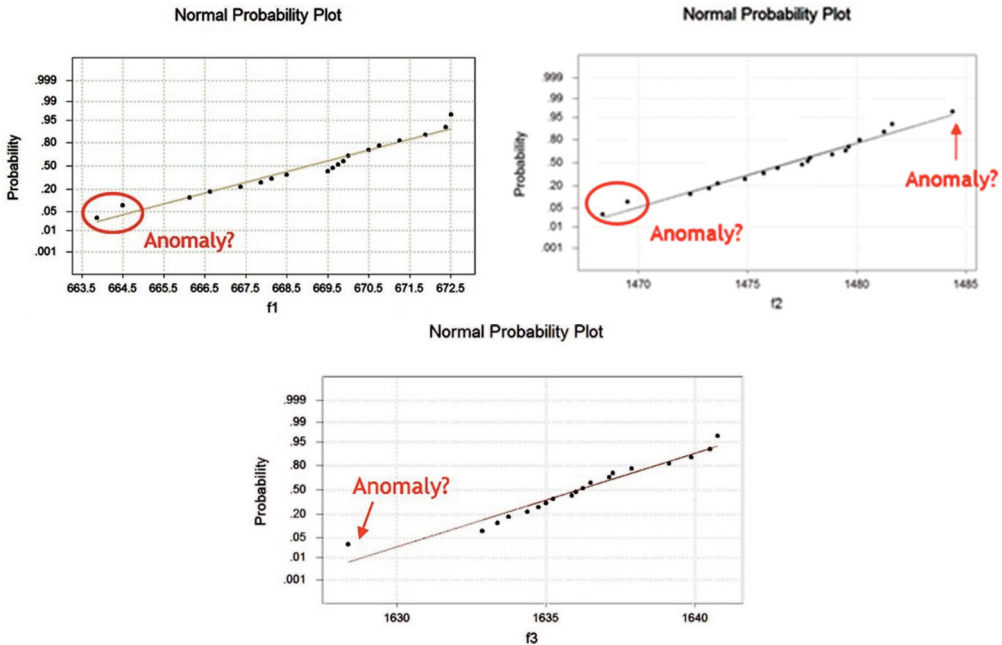 Normal Probability Plot
.999
.99
.95
.80
.50
.20
.05
.01
.001
Probability
Anomaly?
663.5 664.5 665.5 666.5 667.5 668.5 669.5 670.5 671.5 672.5
f1
Normal Probability Plot
.999
.99
.95
.80
.50
.20
.05
.01
.001
Probability
Anomaly?
Anomaly?
1470 1475 1480 1485
f2
Normal Probability Plot
.999
.99
.95
.80
.50
.20
.05
.01
.001
Probability
Anomaly?
1630 1635 1640
f3